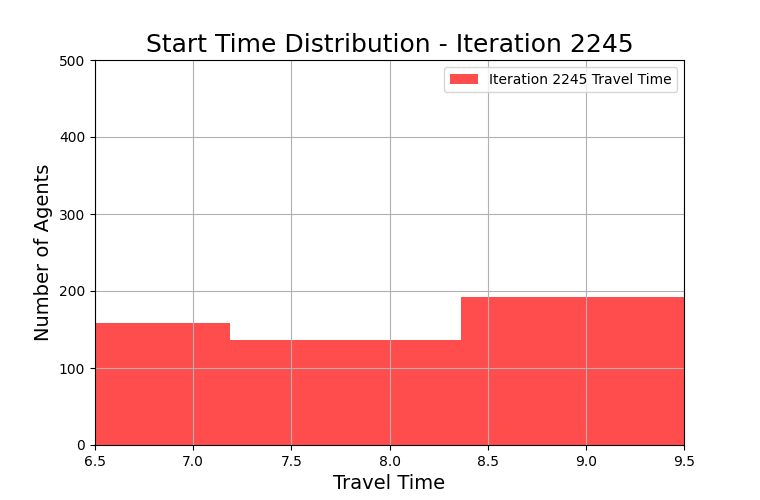 Start Time Distribution - Iteration 2245
Iteration 2245 Travel Time
Number of Agents
500
400
300
200
100
0
6.5 7.0 7.5 8.0 8.5 9.0 9.5
Travel Time